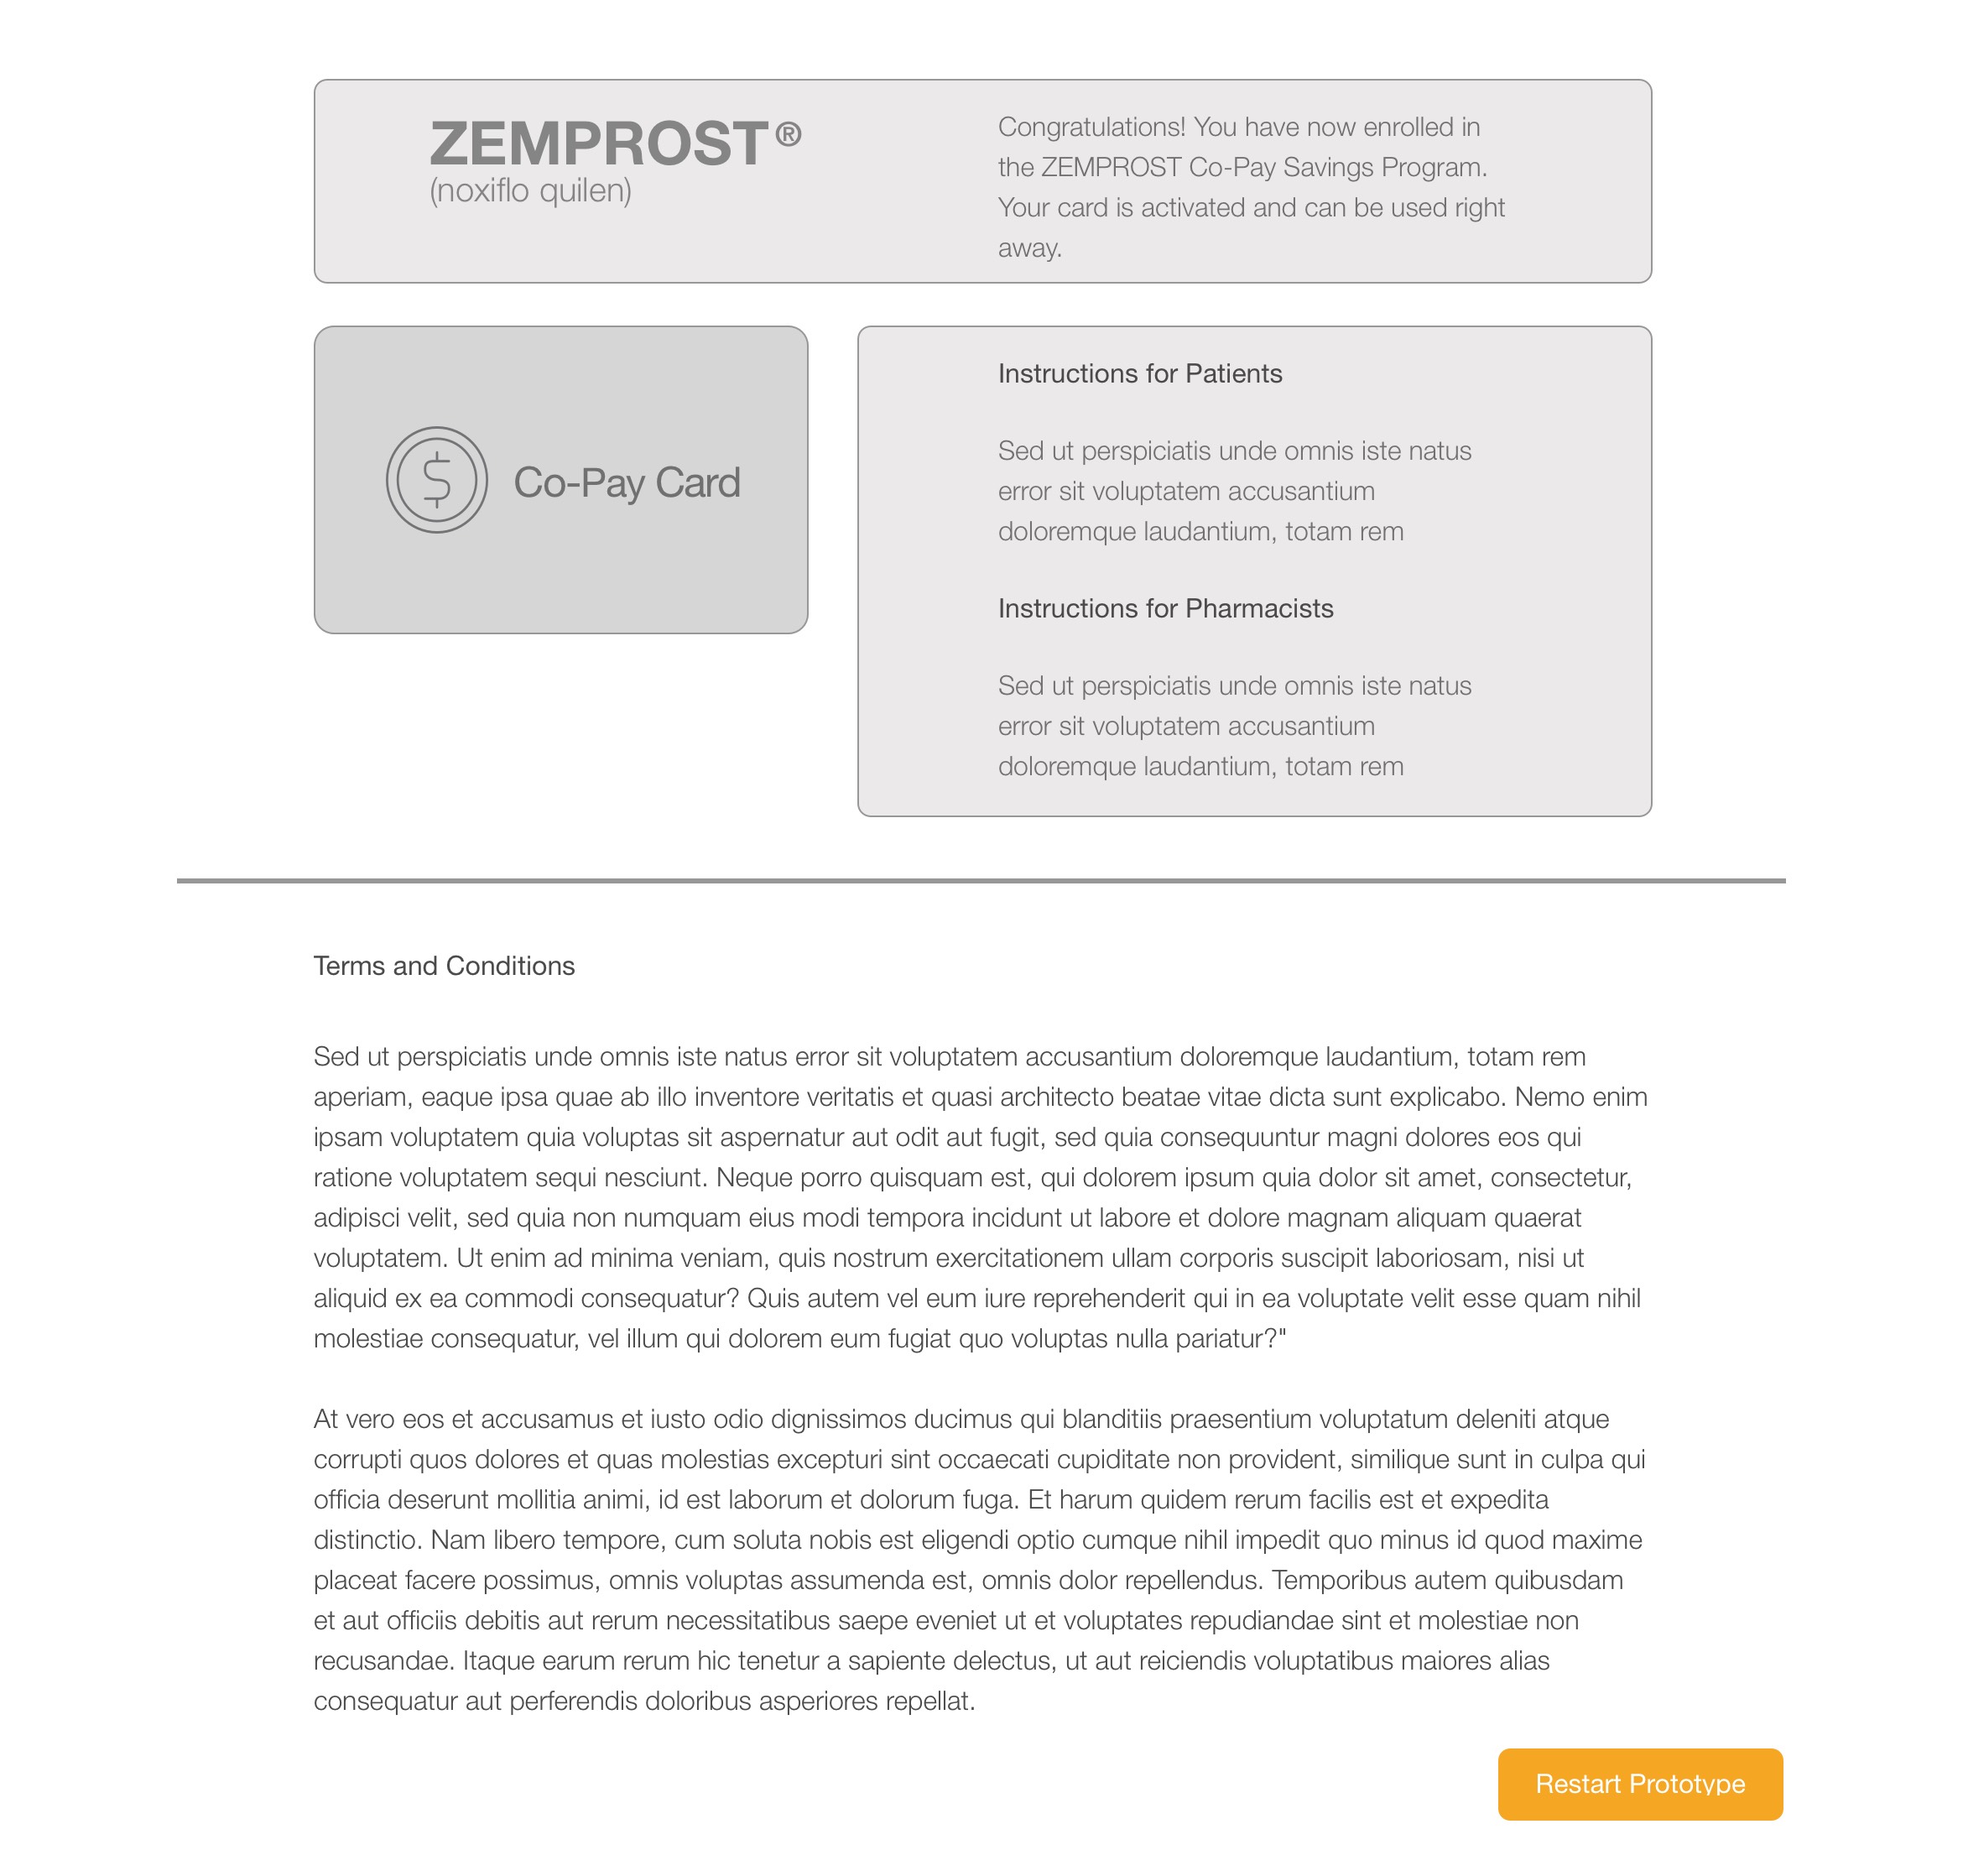 ZEMPROST®
(noxiflo quilen)
Congratulations! You have now enrolled in
the ZEMPROST Co-Pay Savings Program.
Your card is activated and can be used right
away.
$ Co-Pay Card
Instructions for Patients
Sed ut perspiciatis unde omnis iste natus
error sit voluptatem accusantium
doloremque laudantium, totam rem
Instructions for Pharmacists
Sed ut perspiciatis unde omnis iste natus
error sit voluptatem accusantium
doloremque laudantium, totam rem
Terms and Conditions
Sed ut perspiciatis unde omnis iste natus error sit voluptatem accusantium doloremque laudantium, totam rem
aperiam, eaque ipsa quae ab illo inventore veritatis et quasi architecto beatae vitae dicta sunt explicabo. Nemo enim
ipsam voluptatem quia voluptas sit aspernatur aut odit aut fugit, sed quia consequuntur magni dolores eos qui
ratione voluptatem sequi nesciunt. Neque porro quisquam est, qui dolorem ipsum quia dolor sit amet, consectetur,
adipisci velit, sed quia non numquam eius modi tempora incidunt ut labore et dolore magnam aliquam quaerat
voluptatem. Ut enim ad minima veniam, quis nostrum exercitationem ullam corporis suscipit laboriosam, nisi ut
aliquid ex ea commodi consequatur? Quis autem vel eum iure reprehenderit qui in ea voluptate velit esse quam nihil
molestiae consequatur, vel illum qui dolorem eum fugiat quo voluptas nulla pariatur?"
At vero eos et accusamus et iusto odio dignissimos ducimus qui blanditiis praesentium voluptatum deleniti atque
corrupti quos dolores et quas molestias excepturi sint occaecati cupiditate non provident, similique sunt in culpa qui
officia deserunt mollitia animi, id est laborum et dolorum fuga. Et harum quidem rerum facilis est et expedita
distinctio. Nam libero tempore, cum soluta nobis est eligendi optio cumque nihil impedit quo minus id quod maxime
placeat facere possimus, omnis voluptas assumenda est, omnis dolor repellendus. Temporibus autem quibusdam
et aut officiis debitis aut rerum necessitatibus saepe eveniet ut et voluptates repudiandae sint et molestiae non
recusandae. Itaque earum rerum hic tenetur a sapiente delectus, ut aut reiciendis voluptatibus maiores alias
consequatur aut perferendis doloribus asperiores repellat.
Restart Prototype